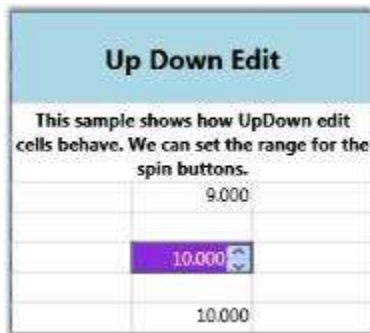 Up Down Edit
This sample shows how UpDown edit
cells behave. We can set the range for the
spin buttons.
9.000
10.000
10.000